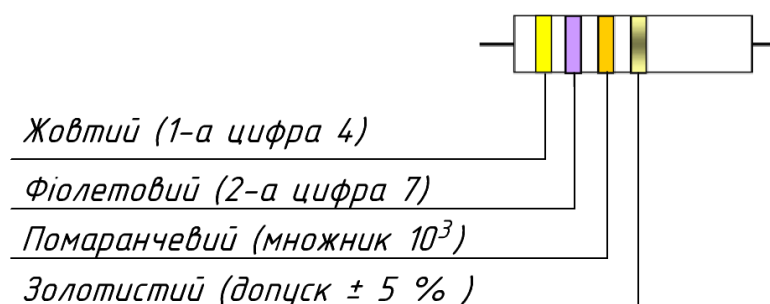 Жовтий (1-а цифра 4)
Фіолетовий (2-а цифра 7)
Помаранчевий (множник 10³)
Золотистий (допуск ± 5 % )